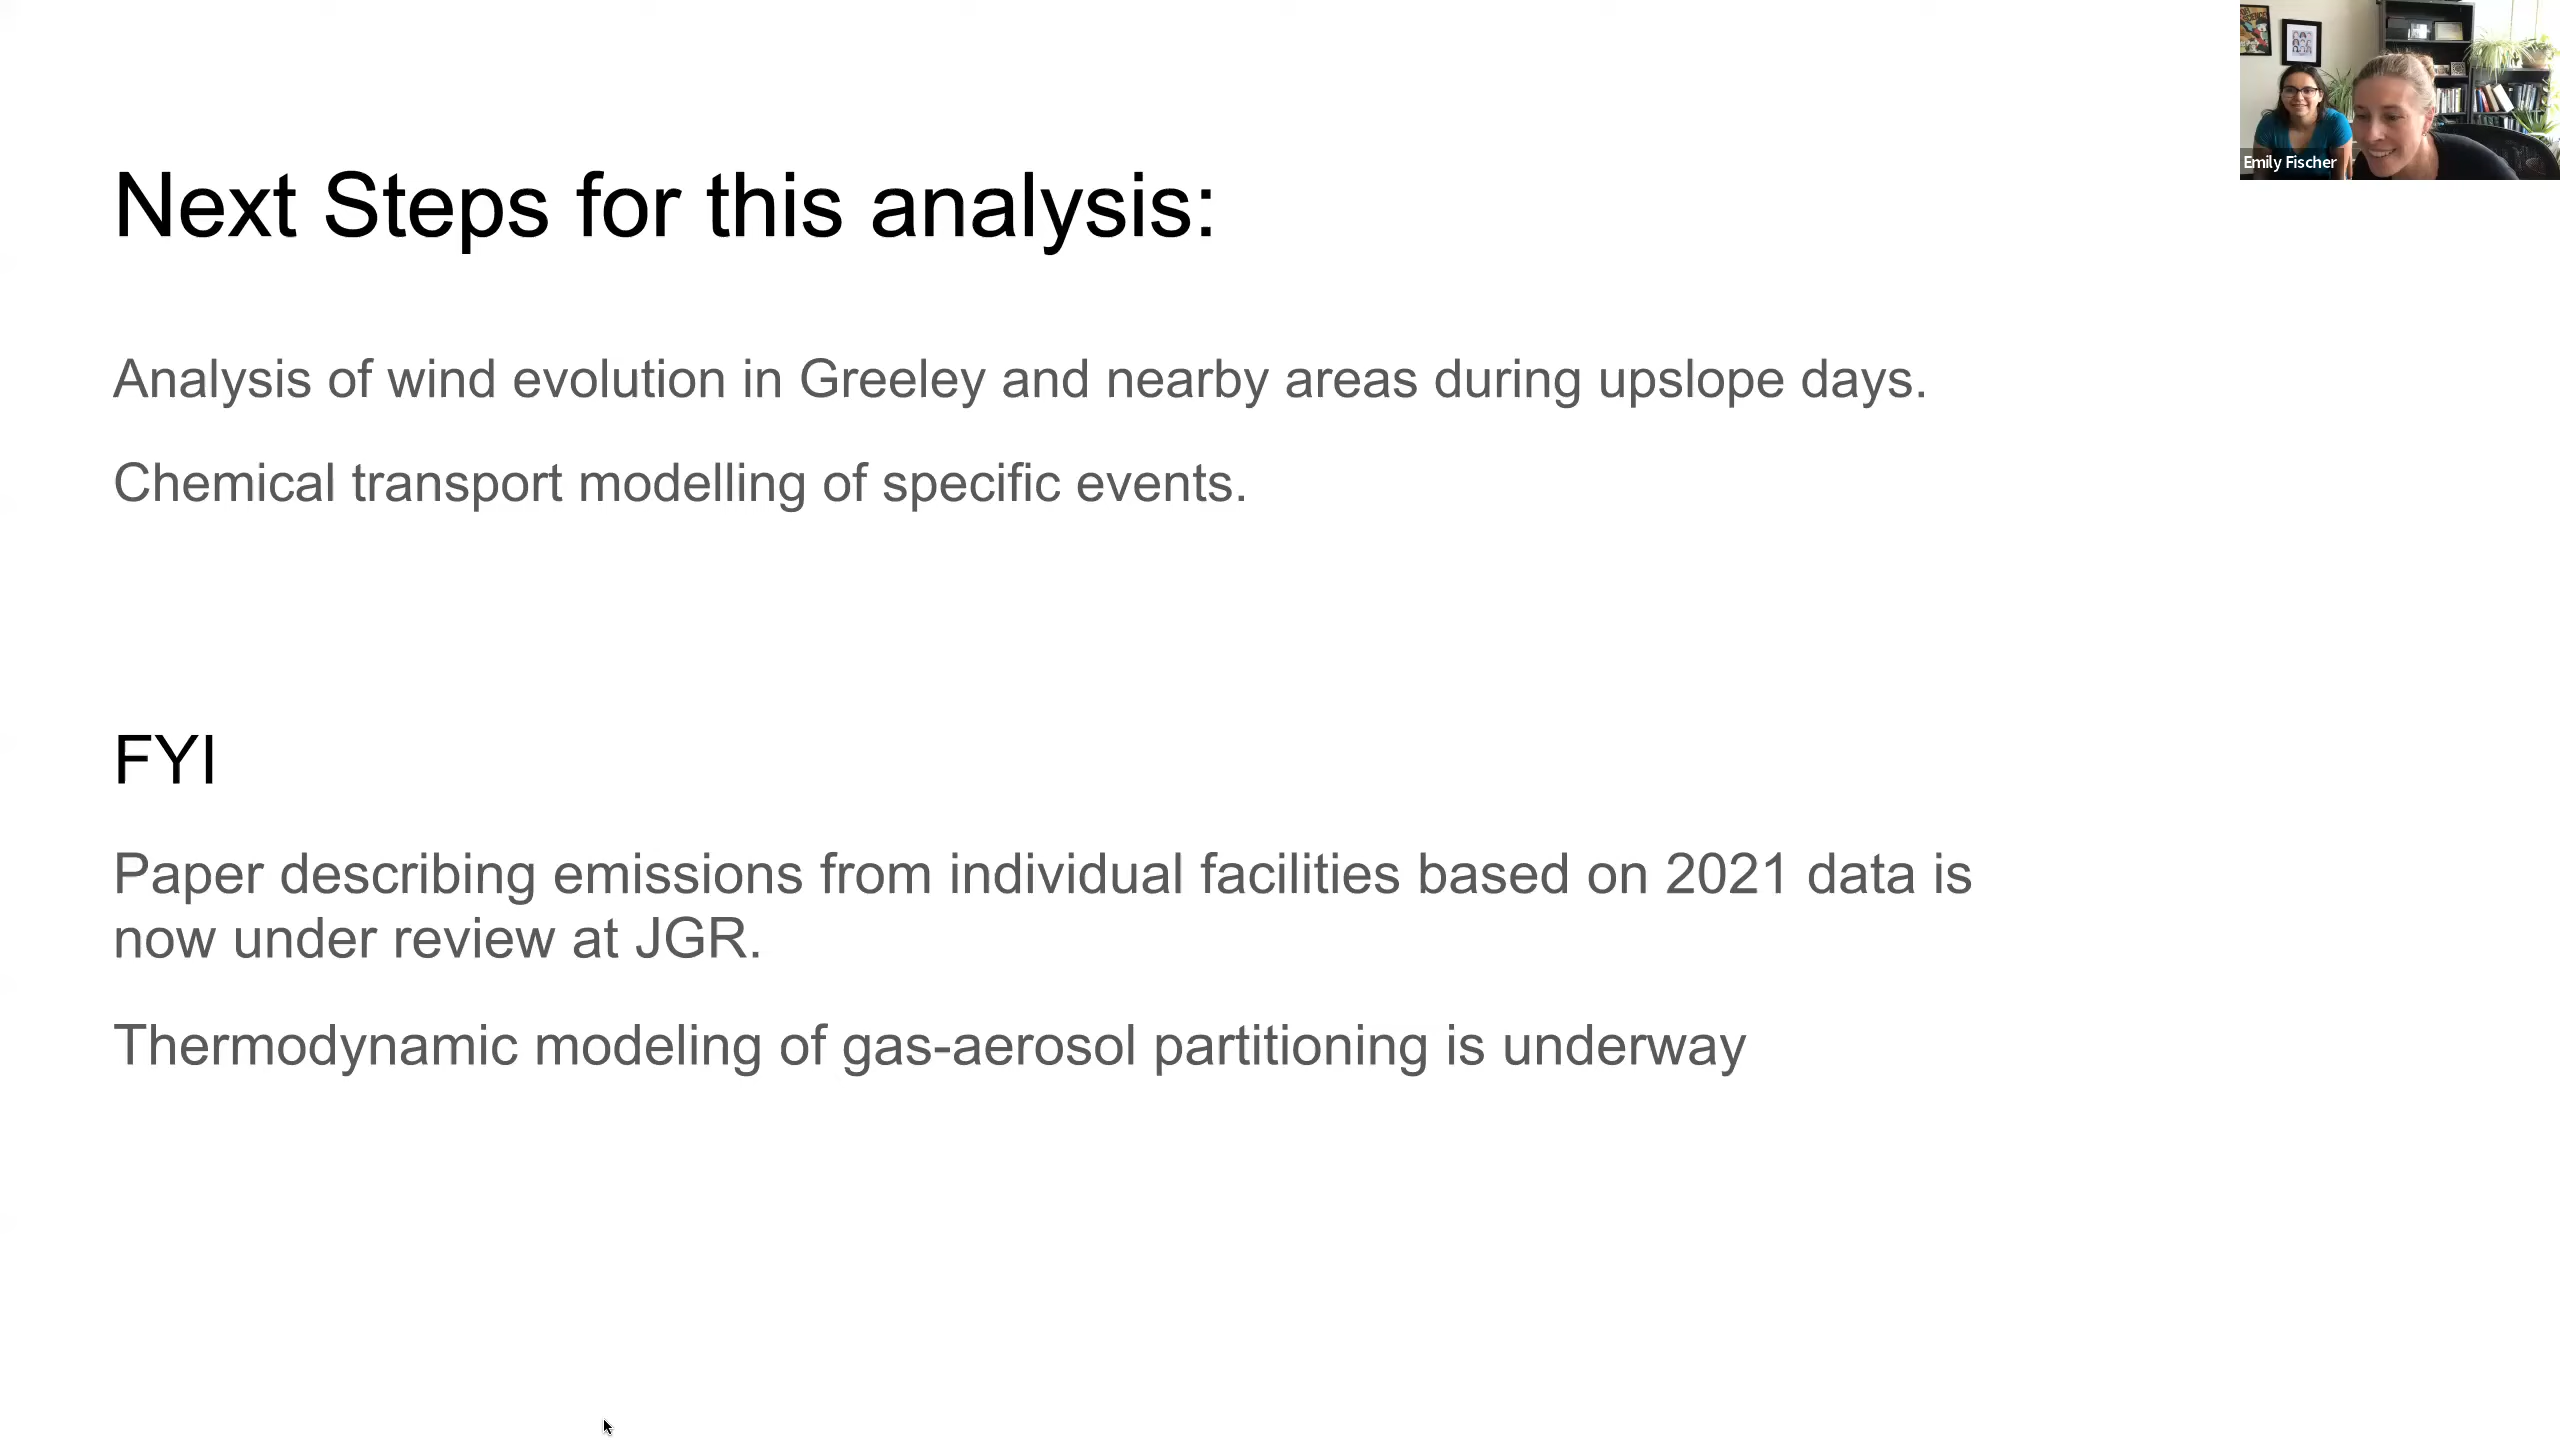 Emily Fischer
Next Steps for this analysis:
Analysis of wind evolution in Greeley and nearby areas during upslope days.
Chemical transport modelling of specific events.
FYI
Paper describing emissions from individual facilities based on 2021 data is
now under review at JGR.
Thermodynamic modeling of gas-aerosol partitioning is underway